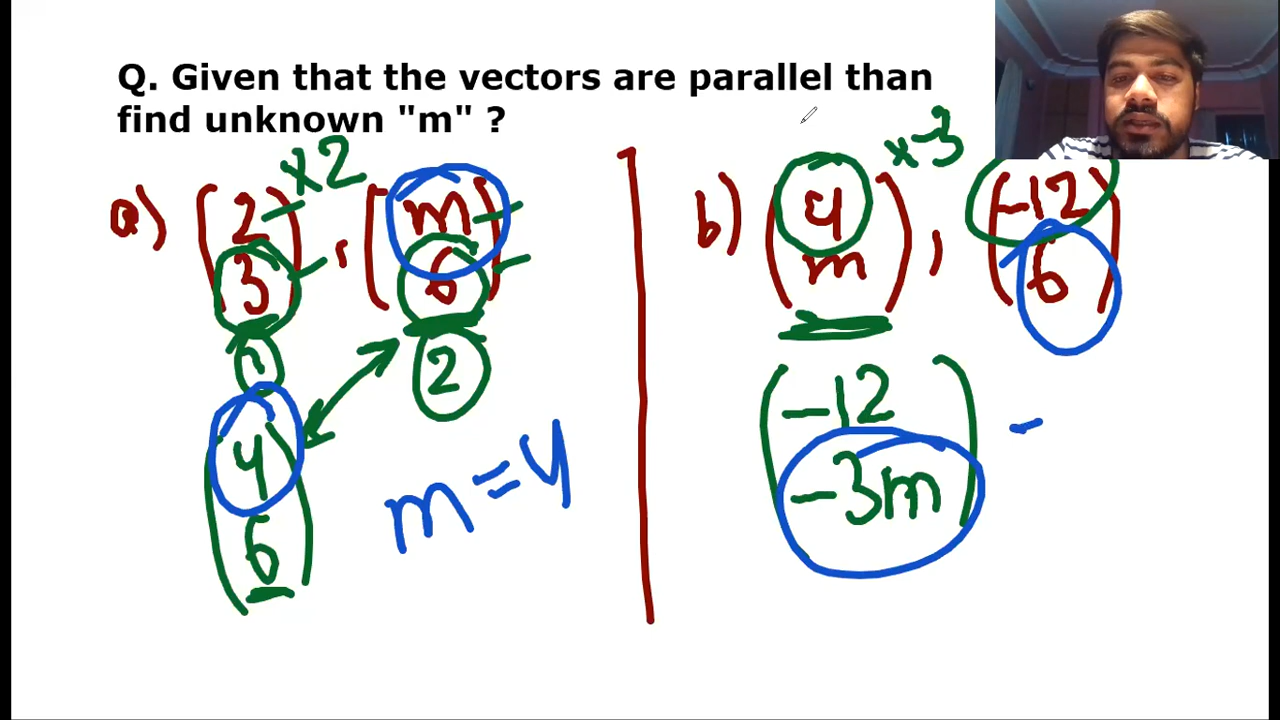 Q. Given that the vectors are parallel than
find unknown "m" ?
a) (2 3) x2 , (m 6)
2
4
6
m=4
b) (4 m) x-3 , (-12 6)
-12
-3m
-